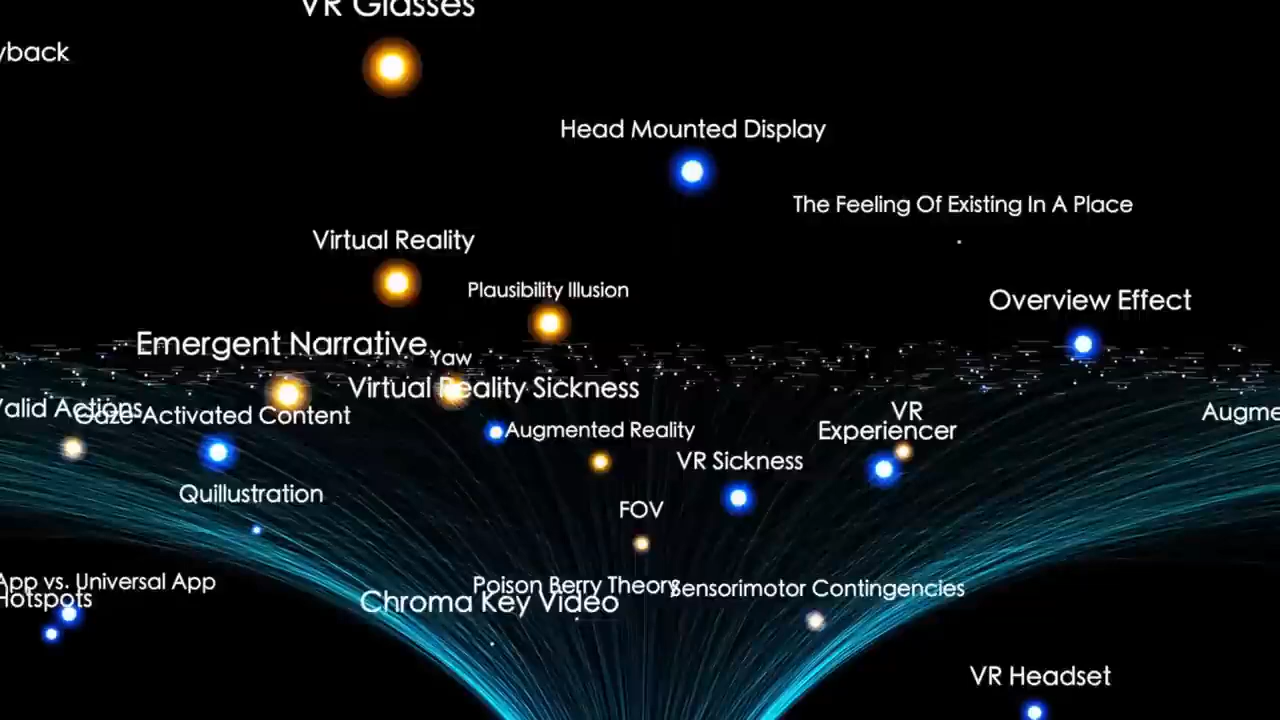 VR Glasses
yback
Head Mounted Display
The Feeling Of Existing In A Place
Virtual Reality
Plausibility Illusion
Overview Effect
Emergent Narrative
Yaw
Virtual Reality Sickness
Valid Actions
Gaze-Activated Content
VR
Experiencer
Augme
Augmented Reality
VR Sickness
Quillustration
FOV
App vs. Universal App
Hotspots
Poison Berry Theory
Sensorimotor Contingencies
Chroma Key Video
VR Headset